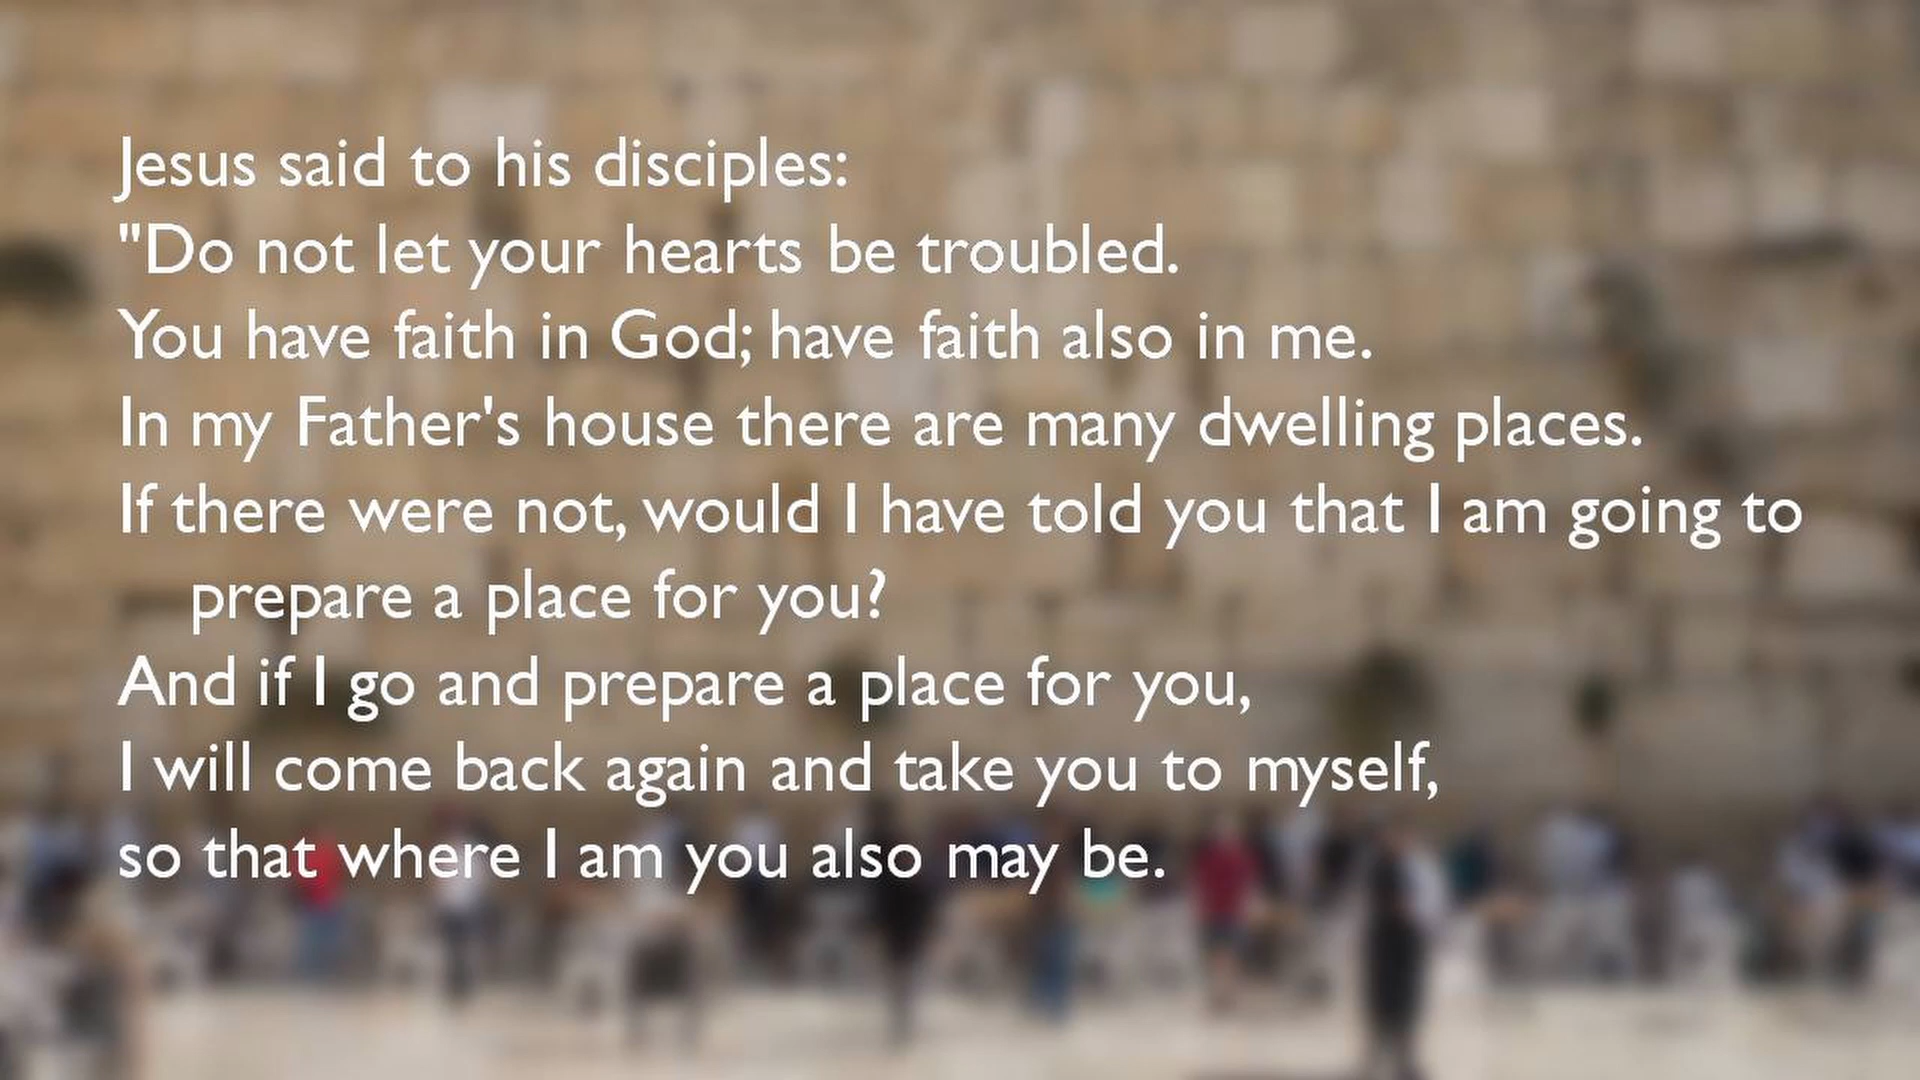 Jesus said to his disciples:
"Do not let your hearts be troubled.
You have faith in God; have faith also in me.
In my Father's house there are many dwelling places.
If there were not, would I have told you that I am going to
prepare a place for you?
And if I go and prepare a place for you,
I will come back again and take you to myself,
so that where I am you also may be.